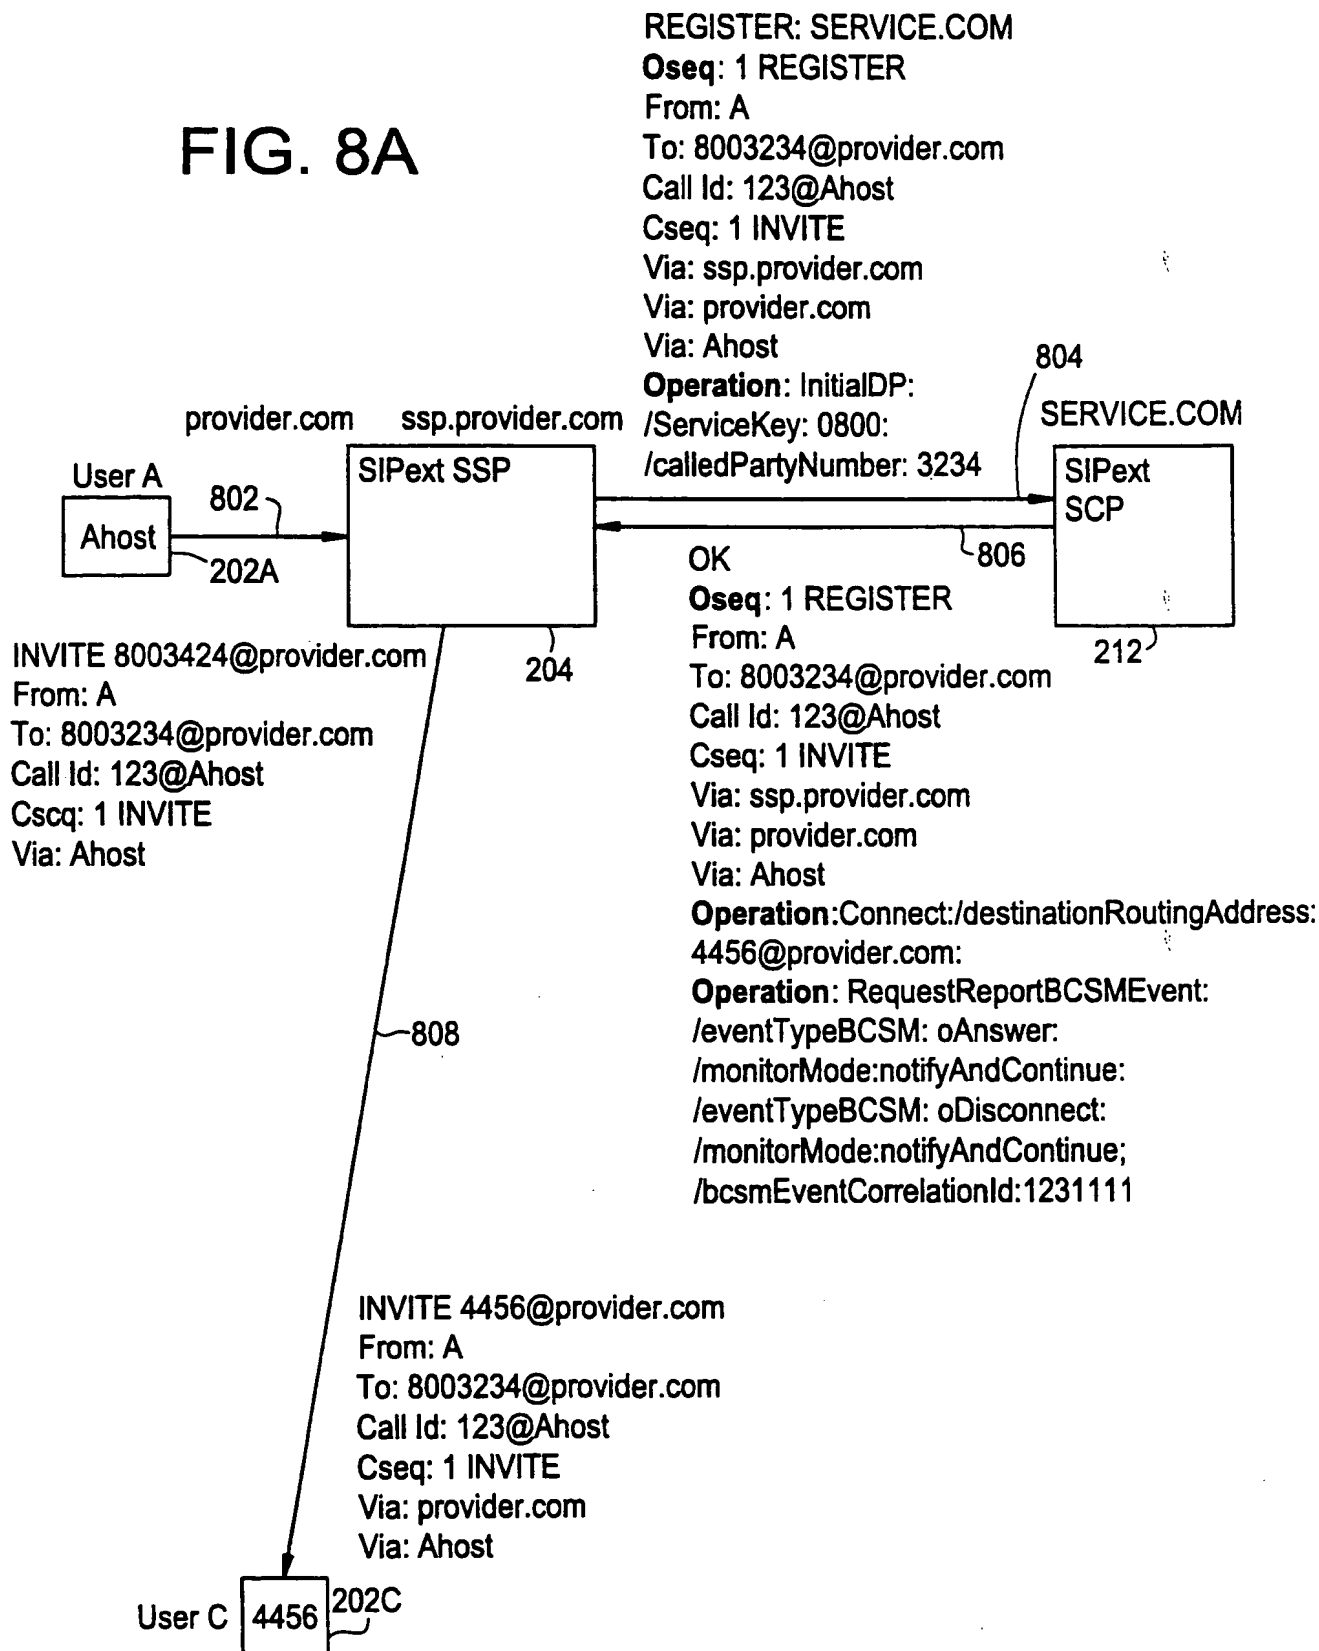 FIG. 8A
REGISTER: SERVICE.COM
Oseq: 1 REGISTER
From: A
To: 8003234@provider.com
Call Id: 123@Ahost
Cseq: 1 INVITE
Via: ssp.provider.com
Via: provider.com
Via: Ahost
Operation: InitialDP:
/ServiceKey: 0800:
/calledPartyNumber: 3234
804
provider.com
ssp.provider.com
SERVICE.COM
User A
Ahost
802
202A
SIPext SSP
204
SIPext
SCP
212
806
INVITE 8003424@provider.com
From: A
To: 8003234@provider.com
Call Id: 123@Ahost
Cscq: 1 INVITE
Via: Ahost
OK
Oseq: 1 REGISTER
From: A
To: 8003234@provider.com
Call Id: 123@Ahost
Cseq: 1 INVITE
Via: ssp.provider.com
Via: provider.com
Via: Ahost
Operation:Connect:/destinationRoutingAddress:
4456@provider.com:
Operation: RequestReportBCSMEvent:
/eventTypeBCSM: oAnswer:
/monitorMode:notifyAndContinue:
/eventTypeBCSM: oDisconnect:
/monitorMode:notifyAndContinue;
/bcsmEventCorrelationId:1231111
808
INVITE 4456@provider.com
From: A
To: 8003234@provider.com
Call Id: 123@Ahost
Cseq: 1 INVITE
Via: provider.com
Via: Ahost
User C
4456
202C